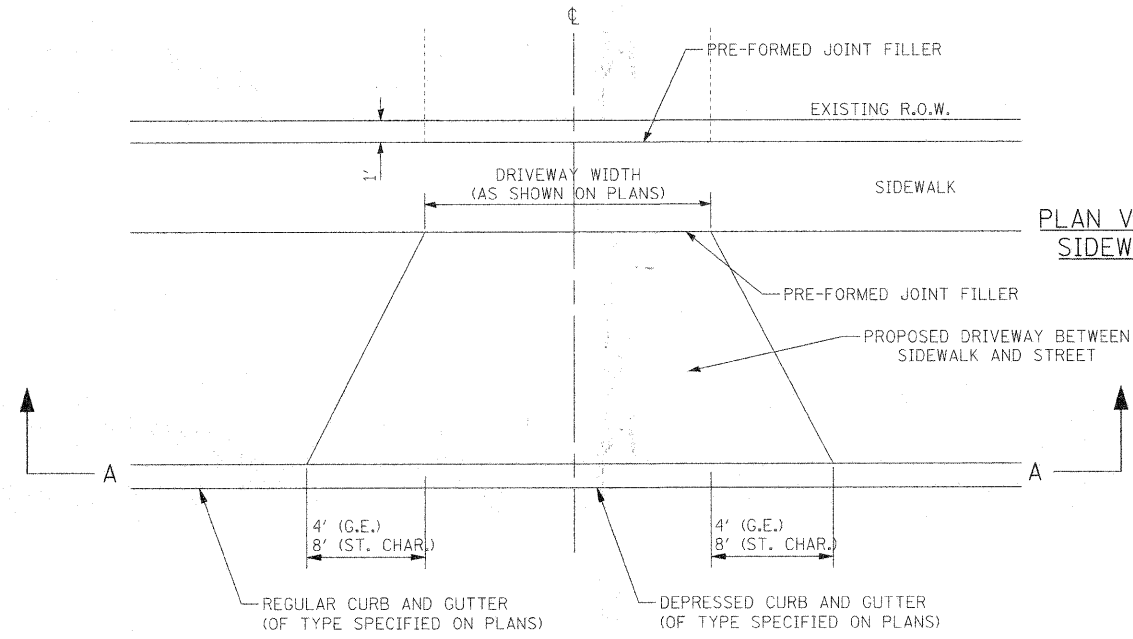 ℄
PRE-FORMED JOINT FILLER
EXISTING R.O.W.
1'
DRIVEWAY WIDTH
(AS SHOWN ON PLANS)
SIDEWALK
PLAN V
SIDEW
PRE-FORMED JOINT FILLER
PROPOSED DRIVEWAY BETWEEN
SIDEWALK AND STREET
A
A
4' (G.E.)
8' (ST. CHAR.)
4' (G.E.)
8' (ST. CHAR.)
REGULAR CURB AND GUTTER
(OF TYPE SPECIFIED ON PLANS)
DEPRESSED CURB AND GUTTER
(OF TYPE SPECIFIED ON PLANS)